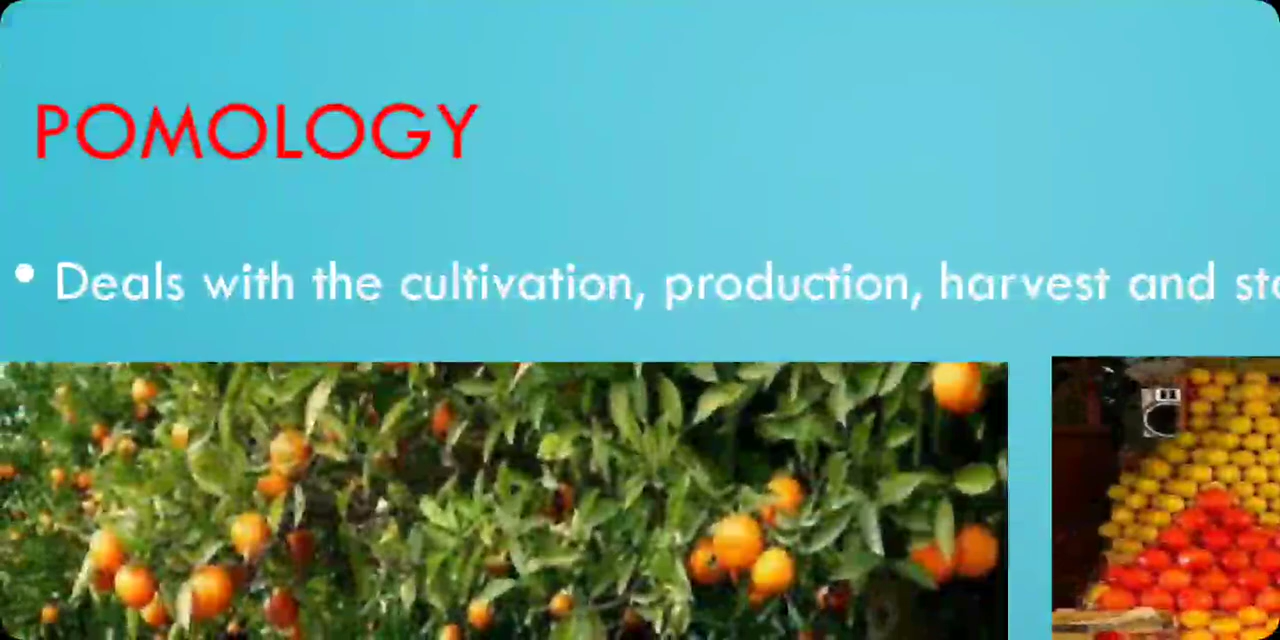 POMOLOGY
• Deals with the cultivation, production, harvest and